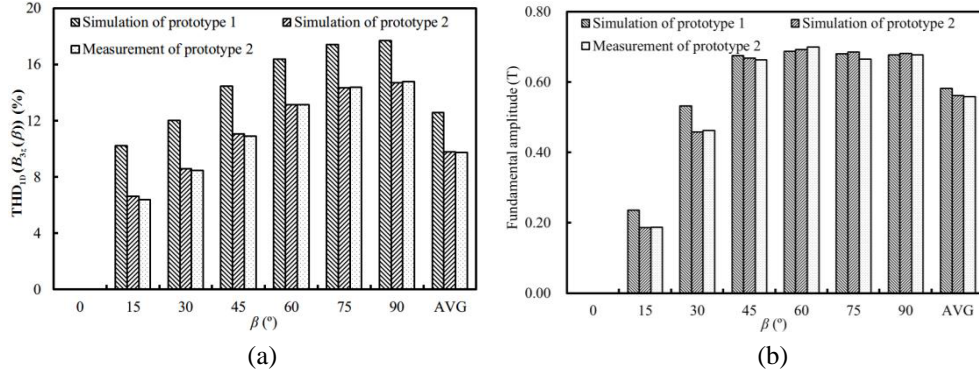 Simulation of prototype 1
Simulation of prototype 2
Measurement of prototype 2
THD1D(B3z(β)) (%)
20
16
12
8
4
0
0 15 30 45 60 75 90 AVG
β (°)
(a)
Simulation of prototype 1
Simulation of prototype 2
Measurement of prototype 2
Fundamental amplitude (T)
0.80
0.60
0.40
0.20
0.00
0 15 30 45 60 75 90 AVG
β (°)
(b)